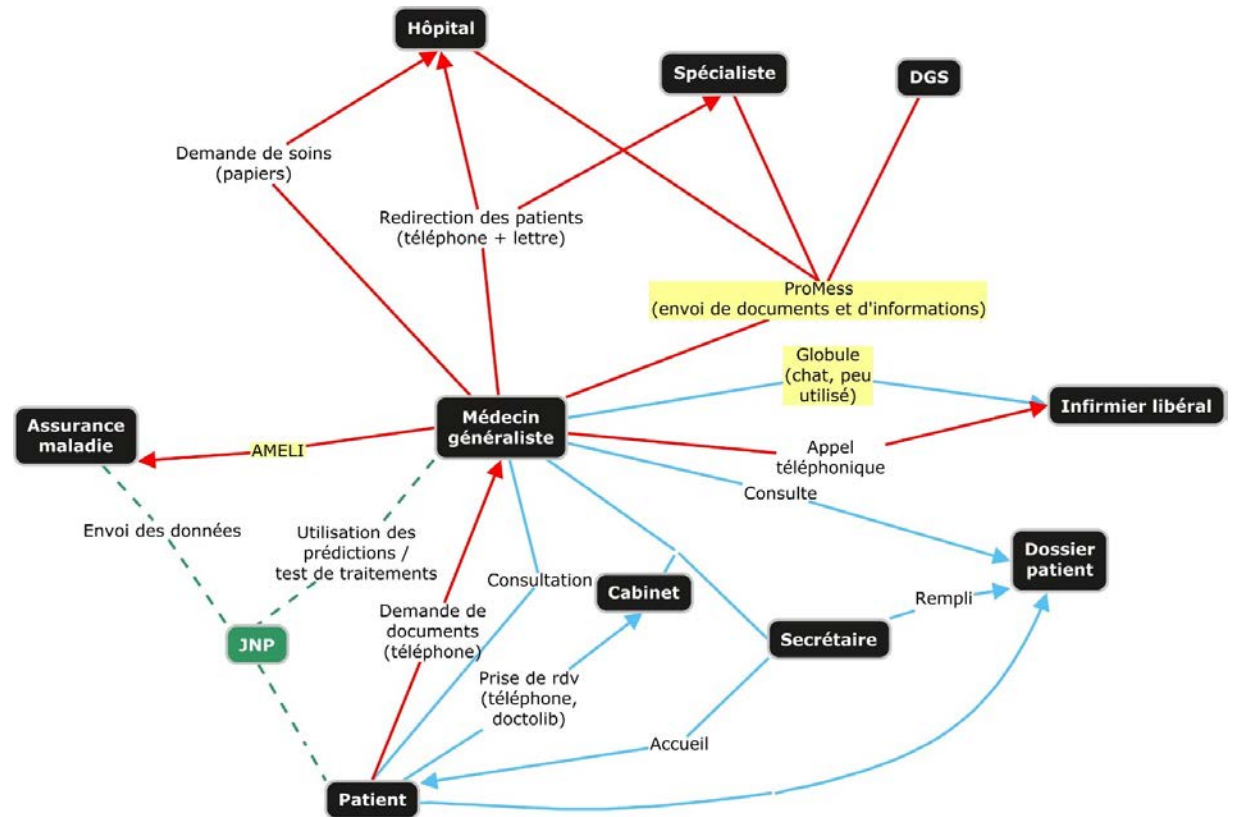 Hôpital
Spécialiste
DGS
Demande de soins
(papiers)
Redirection des patients
(téléphone + lettre)
ProMess
(envoi de documents et d'informations)
Globule
(chat, peu
utilisé)
Infirmier libéral
Médecin
généraliste
Assurance
maladie
AMELI
Appel
téléphonique
Consulte
Envoi des données
Utilisation des
prédictions /
test de traitements
Dossier
patient
Consultation
Cabinet
Rempli
Demande de
documents
(téléphone)
JNP
Secrétaire
Prise de rdv
(téléphone,
doctolib)
Accueil
Patient